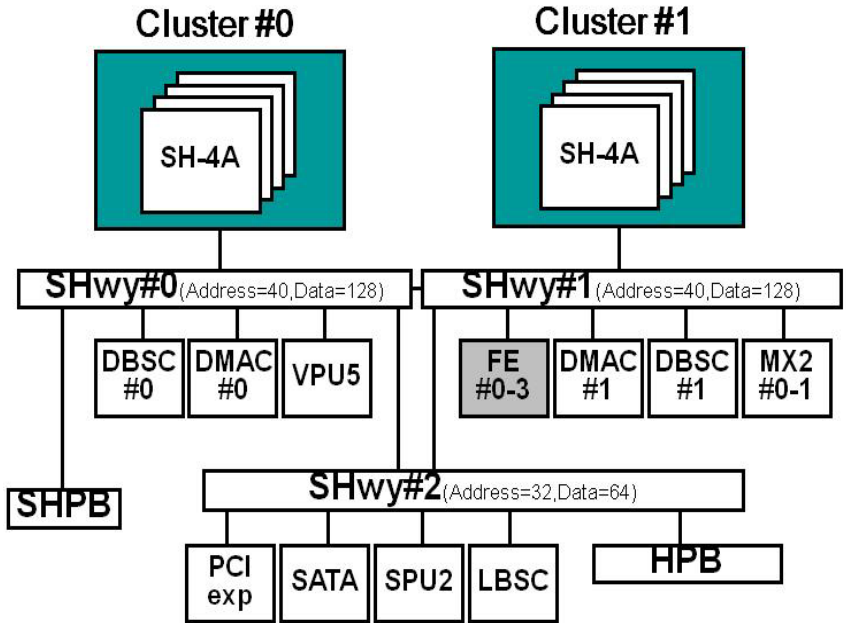 Cluster #0
Cluster #1
SH-4A
SH-4A
SHwy#0(Address=40,Data=128)
SHwy#1(Address=40,Data=128)
DBSC
#0
DMAC
#0
VPU5
FE
#0-3
DMAC
#1
DBSC
#1
MX2
#0-1
SHwy#2(Address=32,Data=64)
SHPB
PCI
exp
SATA
SPU2
LBSC
HPB